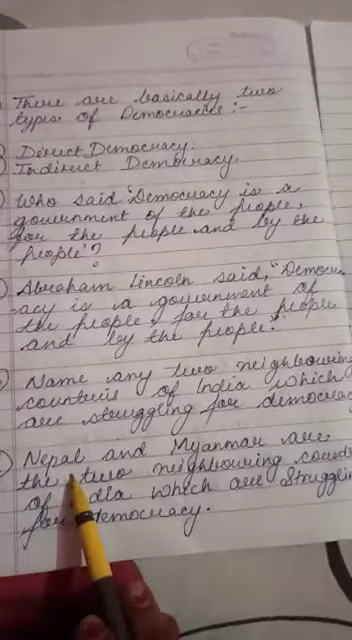 There are basically two
types of Democracies:-
Direct Democracy.
Indirect Democracy.
Who said "Democracy is a
government of the people,
for the people and by the
people"?
Abraham Lincoln said, "Democr
-acy is a government of
the people, for the people
and by the people."
Name any two neighbouring
countries of India which
are struggling for democracy
Nepal and Myanmar are
the two neighbouring count
of India which are struggling
for democracy.